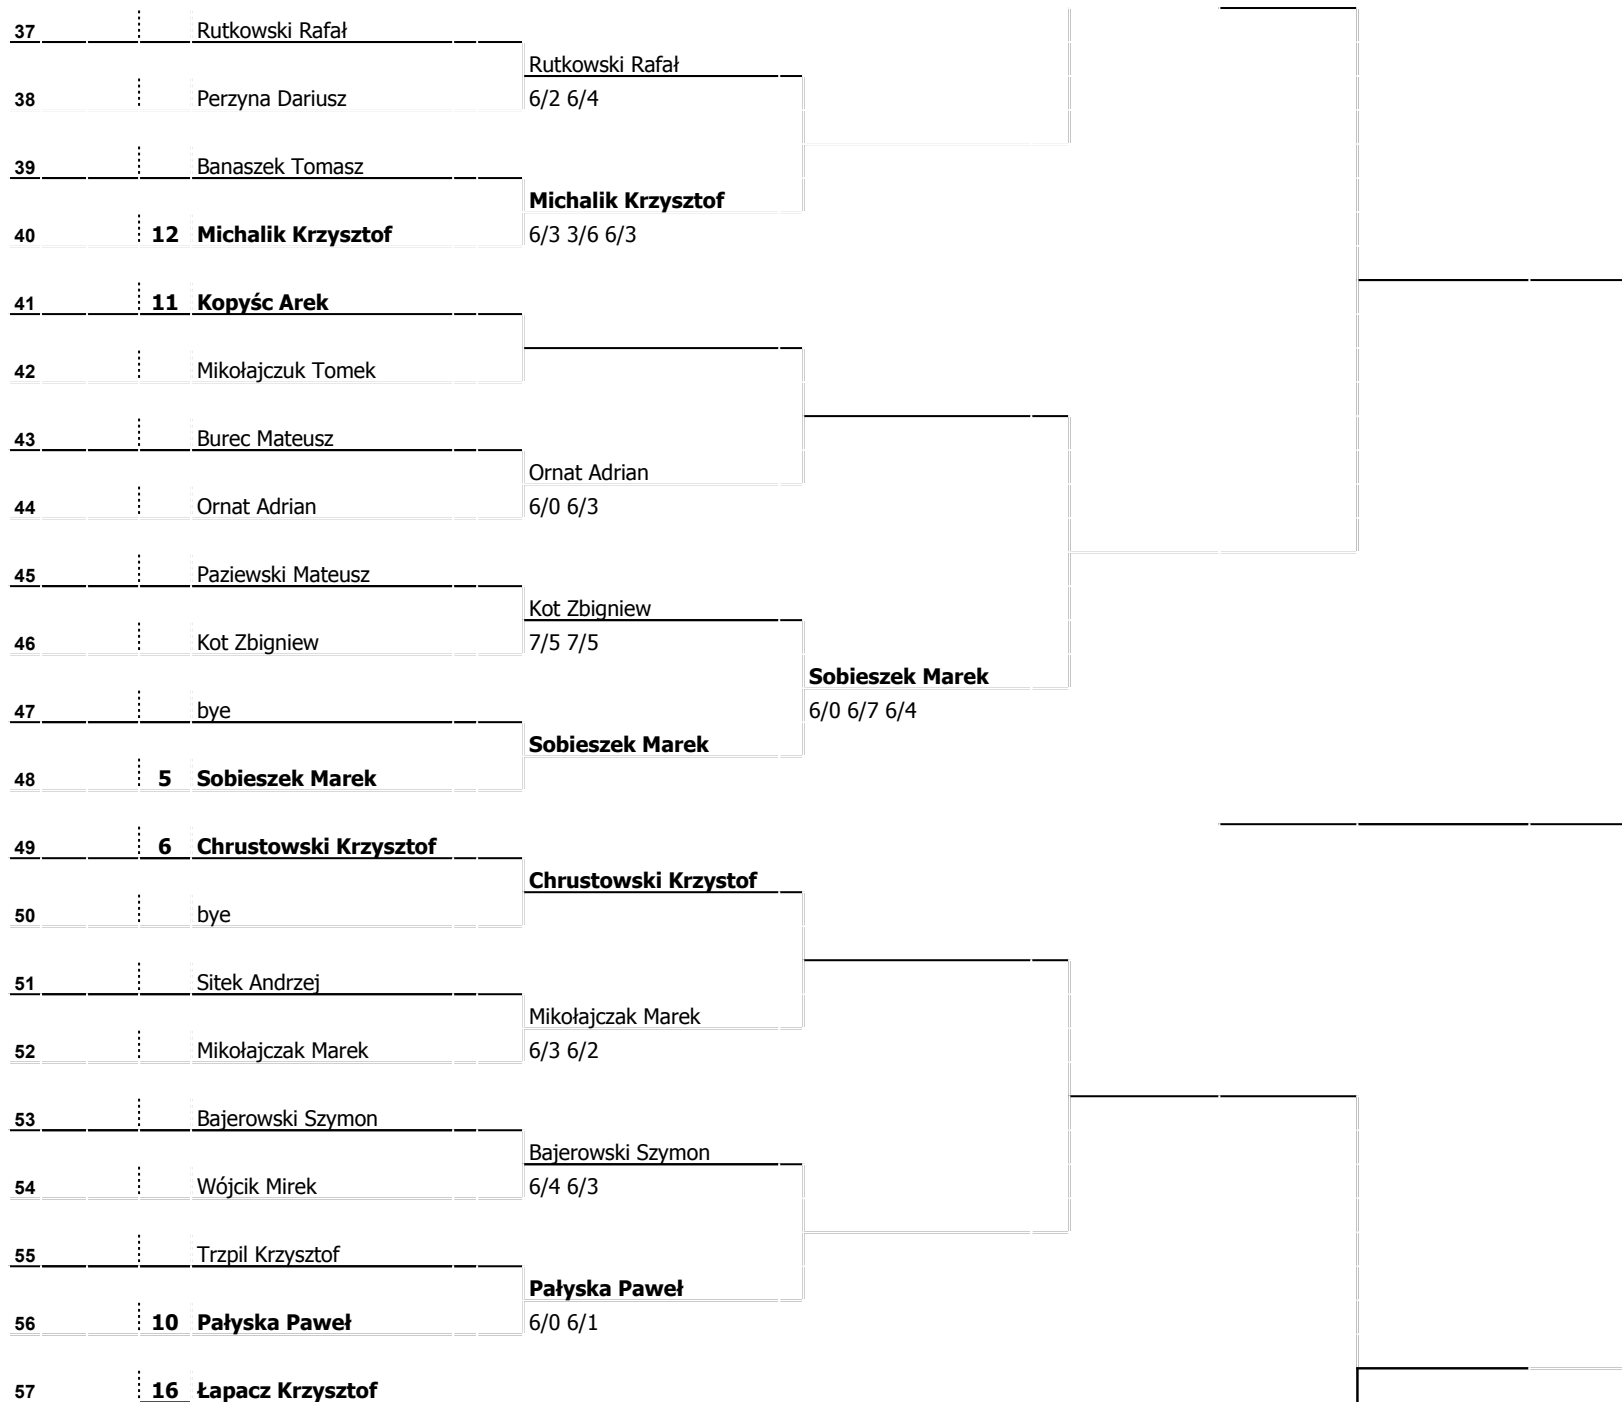 37 Rutkowski Rafał
Rutkowski Rafał
38 Perzyna Dariusz 6/2 6/4
39 Banaszek Tomasz
Michalik Krzysztof
40 12 Michalik Krzysztof 6/3 3/6 6/3
41 11 Kopyśc Arek
42 Mikołajczuk Tomek
43 Burec Mateusz
Ornat Adrian
44 Ornat Adrian 6/0 6/3
45 Paziewski Mateusz
Kot Zbigniew
46 Kot Zbigniew 7/5 7/5
Sobieszek Marek
47 bye 6/0 6/7 6/4
Sobieszek Marek
48 5 Sobieszek Marek
49 6 Chrustowski Krzysztof
Chrustowski Krzystof
50 bye
51 Sitek Andrzej
Mikołajczak Marek
52 Mikołajczak Marek 6/3 6/2
53 Bajerowski Szymon
Bajerowski Szymon
54 Wójcik Mirek 6/4 6/3
55 Trzpil Krzysztof
Pałyska Paweł
56 10 Pałyska Paweł 6/0 6/1
57 16 Łapacz Krzysztof